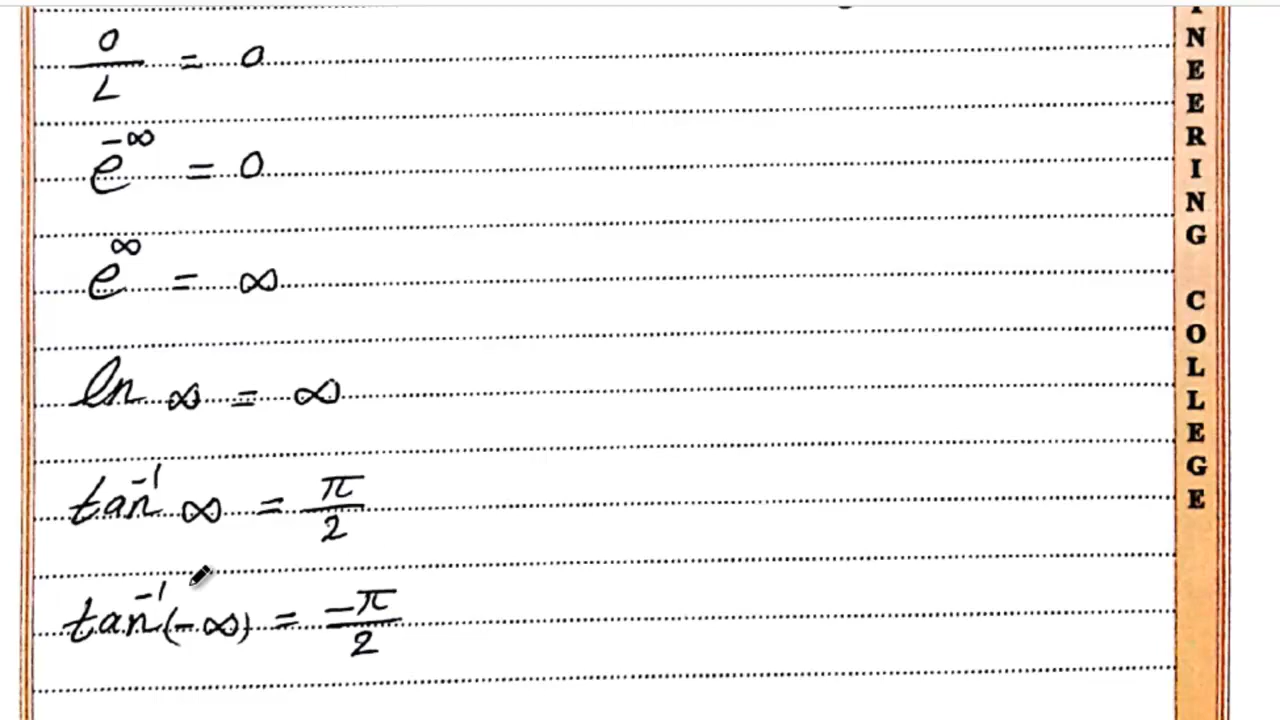 0/L = 0
e^-∞ = 0
e^∞ = ∞
ln ∞ = ∞
tan^-1 ∞ = π/2
tan^-1(-∞) = -π/2
NEERING COLLEGE